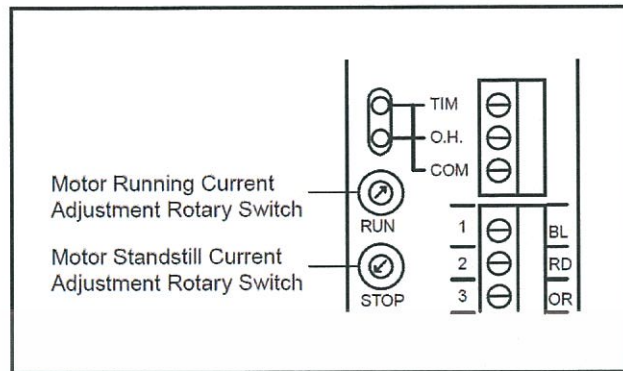 TIM
O.H.
COM
Motor Running Current
Adjustment Rotary Switch
RUN
Motor Standstill Current
Adjustment Rotary Switch
STOP
1 BL
2 RD
3 OR